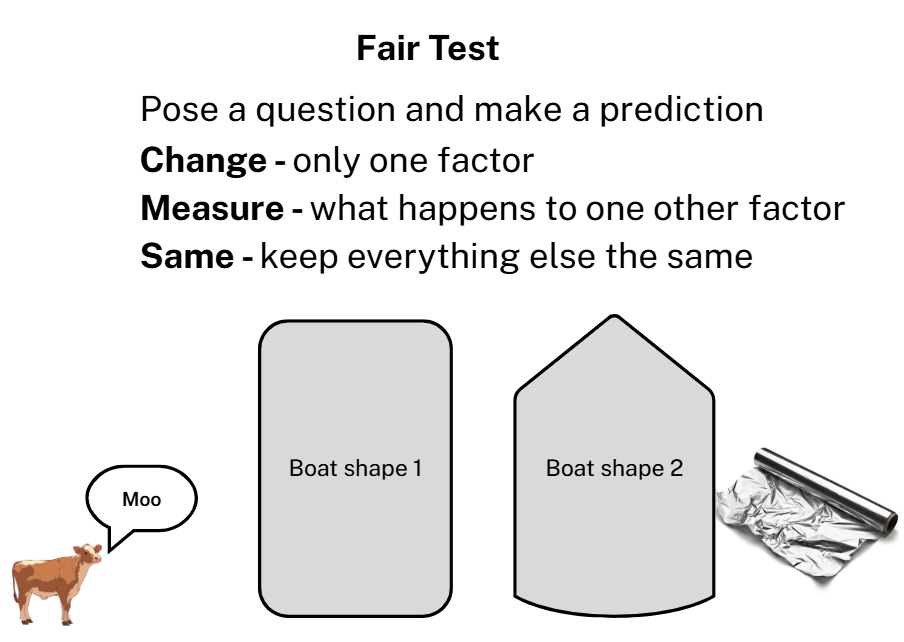 Fair Test
Pose a question and make a prediction
Change - only one factor
Measure - what happens to one other factor
Same - keep everything else the same
Boat shape 1
Boat shape 2
Moo